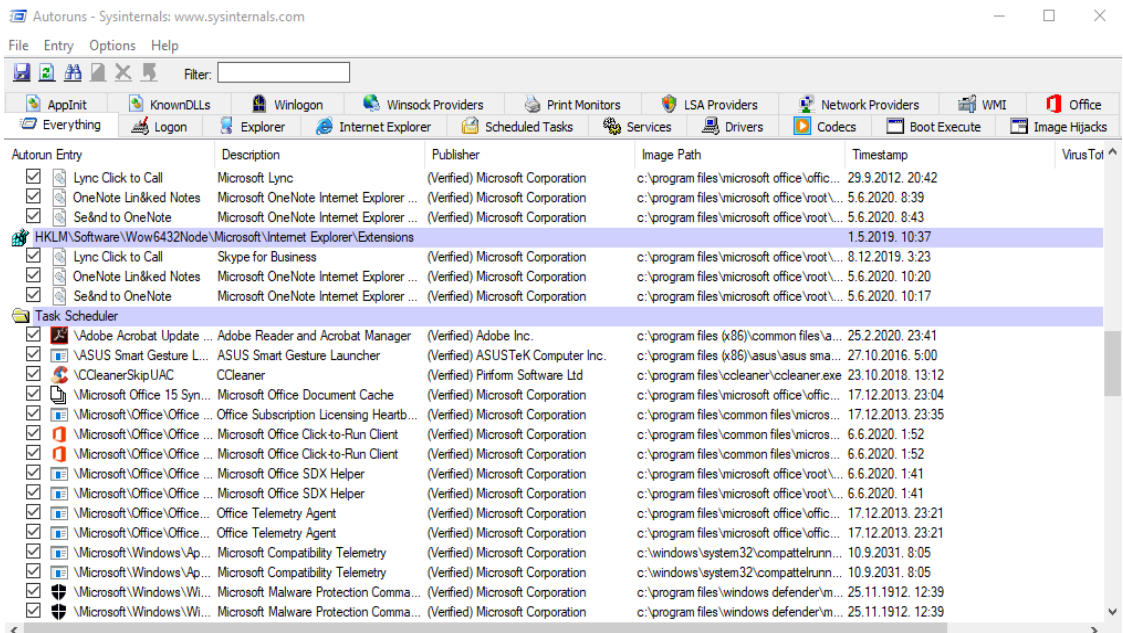 Autoruns - Sysinternals: www.sysinternals.com
File Entry Options Help
Filter:
AppInit KnownDLLs Winlogon Winsock Providers Print Monitors LSA Providers Network Providers WMI Office
Everything Logon Explorer Internet Explorer Scheduled Tasks Services Drivers Codecs Boot Execute Image Hijacks
Autorun Entry Description Publisher Image Path Timestamp VirusTot
Lync Click to Call Microsoft Lync (Verified) Microsoft Corporation c:\program files\microsoft office\offic... 29.9.2012. 20:42
OneNote Lin&ked Notes Microsoft OneNote Internet Explorer ... (Verified) Microsoft Corporation c:\program files\microsoft office\root\... 5.6.2020. 8:39
Se&nd to OneNote Microsoft OneNote Internet Explorer ... (Verified) Microsoft Corporation c:\program files\microsoft office\root\... 5.6.2020. 8:43
HKLM\Software\Wow6432Node\Microsoft\Internet Explorer\Extensions 1.5.2019. 10:37
Lync Click to Call Skype for Business (Verified) Microsoft Corporation c:\program files\microsoft office\root\... 8.12.2019. 3:23
OneNote Lin&ked Notes Microsoft OneNote Internet Explorer ... (Verified) Microsoft Corporation c:\program files\microsoft office\root\... 5.6.2020. 10:20
Se&nd to OneNote Microsoft OneNote Internet Explorer ... (Verified) Microsoft Corporation c:\program files\microsoft office\root\... 5.6.2020. 10:17
Task Scheduler
\Adobe Acrobat Update ... Adobe Reader and Acrobat Manager (Verified) Adobe Inc. c:\program files (x86)\common files\a... 25.2.2020. 23:41
\ASUS Smart Gesture L... ASUS Smart Gesture Launcher (Verified) ASUSTeK Computer Inc. c:\program files (x86)\asus\asus sma... 27.10.2016. 5:00
\CCleanerSkipUAC CCleaner (Verified) Piriform Software Ltd c:\program files\ccleaner\ccleaner.exe 23.10.2018. 13:12
\Microsoft Office 15 Syn... Microsoft Office Document Cache (Verified) Microsoft Corporation c:\program files\microsoft office\offic... 17.12.2013. 23:04
\Microsoft\Office\Office ... Office Subscription Licensing Heartb... (Verified) Microsoft Corporation c:\program files\common files\micros... 17.12.2013. 23:35
\Microsoft\Office\Office ... Microsoft Office Click-to-Run Client (Verified) Microsoft Corporation c:\program files\common files\micros... 6.6.2020. 1:52
\Microsoft\Office\Office ... Microsoft Office Click-to-Run Client (Verified) Microsoft Corporation c:\program files\common files\micros... 6.6.2020. 1:52
\Microsoft\Office\Office ... Microsoft Office SDX Helper (Verified) Microsoft Corporation c:\program files\microsoft office\root\... 6.6.2020. 1:41
\Microsoft\Office\Office ... Microsoft Office SDX Helper (Verified) Microsoft Corporation c:\program files\microsoft office\root\... 6.6.2020. 1:41
\Microsoft\Office\Office... Office Telemetry Agent (Verified) Microsoft Corporation c:\program files\microsoft office\offic... 17.12.2013. 23:21
\Microsoft\Office\Office... Office Telemetry Agent (Verified) Microsoft Corporation c:\program files\microsoft office\offic... 17.12.2013. 23:21
\Microsoft\Windows\Ap... Microsoft Compatibility Telemetry (Verified) Microsoft Corporation c:\windows\system32\compattelrunn... 10.9.2031. 8:05
\Microsoft\Windows\Ap... Microsoft Compatibility Telemetry (Verified) Microsoft Corporation c:\windows\system32\compattelrunn... 10.9.2031. 8:05
\Microsoft\Windows\Wi... Microsoft Malware Protection Comma... (Verified) Microsoft Corporation c:\program files\windows defender\m... 25.11.1912. 12:39
\Microsoft\Windows\Wi... Microsoft Malware Protection Comma... (Verified) Microsoft Corporation c:\program files\windows defender\m... 25.11.1912. 12:39